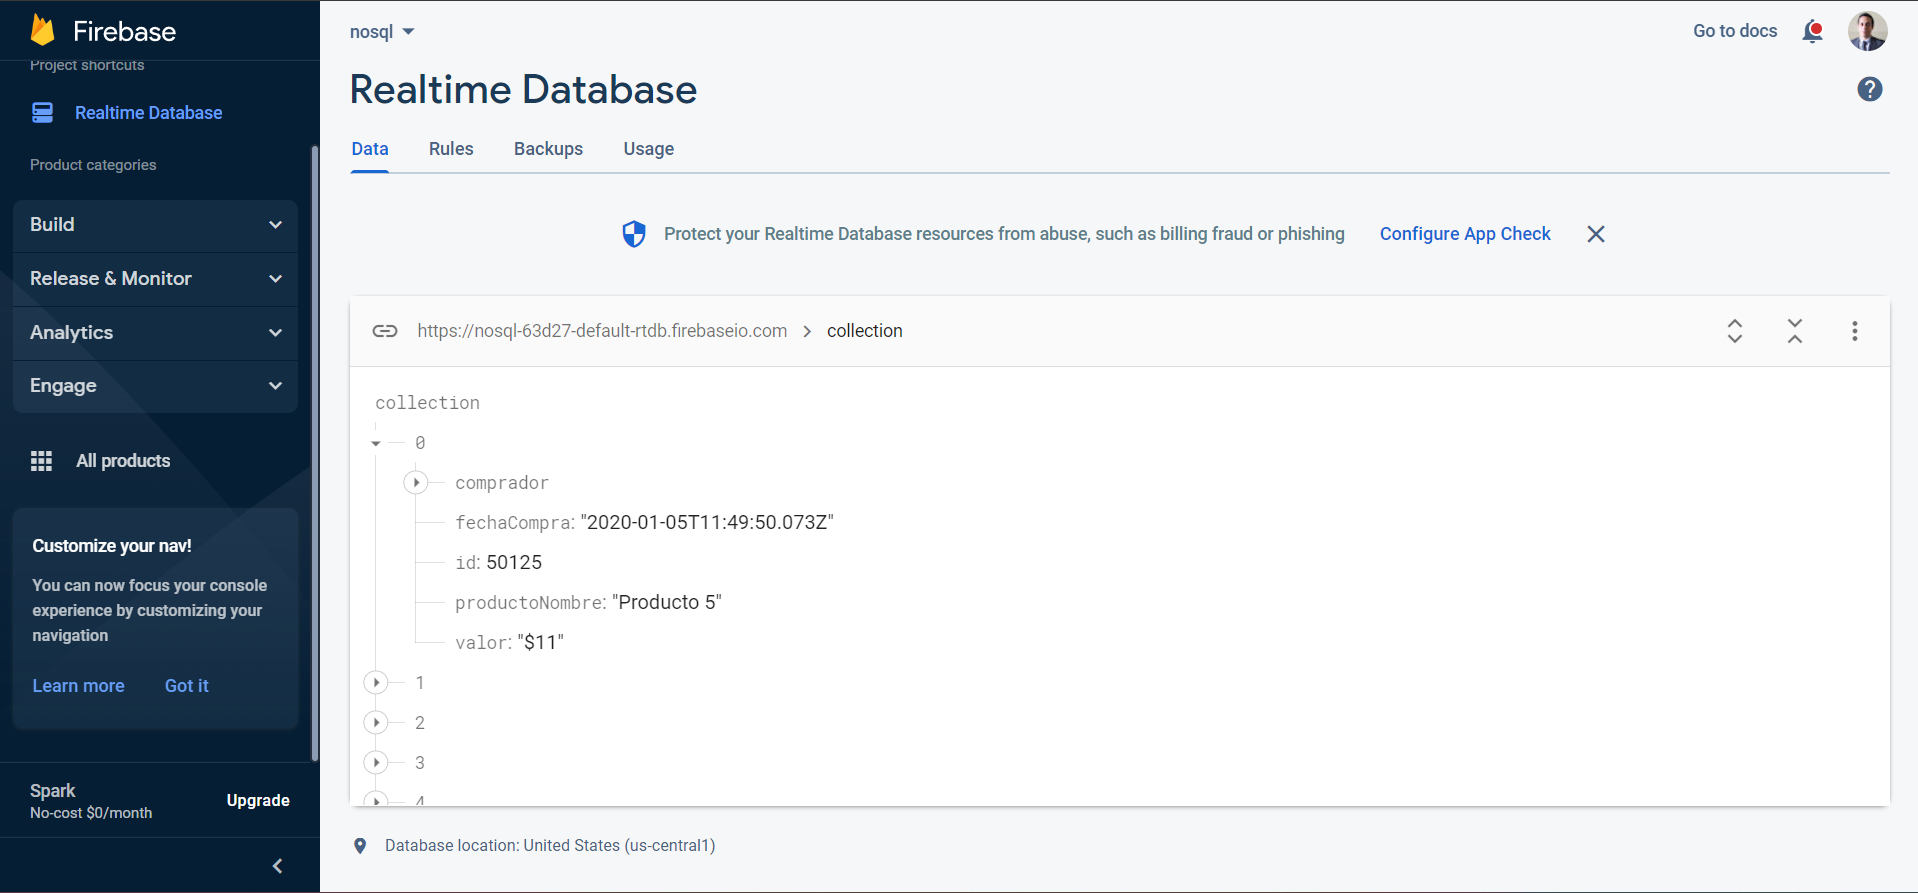 Firebase
Project shortcuts
Realtime Database
Product categories
Build
Release & Monitor
Analytics
Engage
All products
Customize your nav!
You can now focus your console
experience by customizing your
navigation
Learn more Got it
Spark
No-cost $0/month
Upgrade
nosql
Go to docs
Realtime Database
?
Data Rules Backups Usage
Protect your Realtime Database resources from abuse, such as billing fraud or phishing Configure App Check
https://nosql-63d27-default-rtdb.firebaseio.com > collection
collection
0
comprador
fechaCompra: "2020-01-05T11:49:50.073Z"
id: 50125
productoNombre: "Producto 5"
valor: "$11"
1
2
3
4
Database location: United States (us-central1)